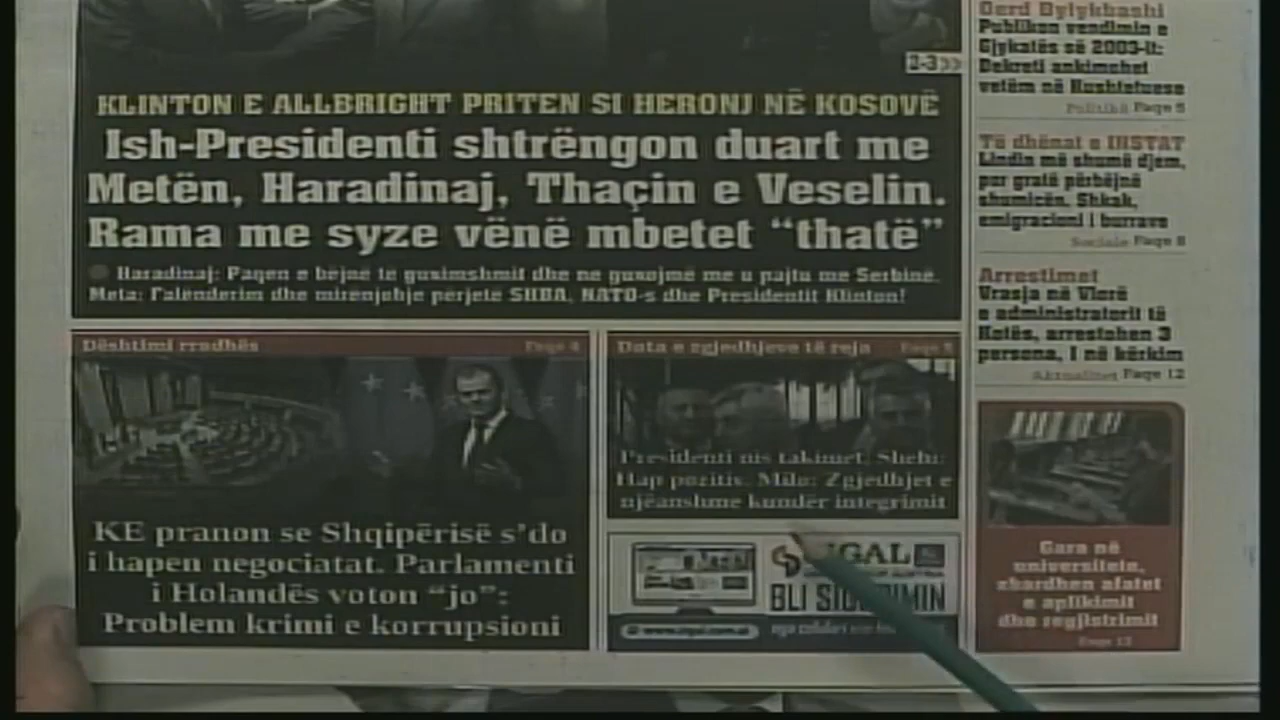 2-3
KLINTON E ALLBRIGHT PRITEN SI HERONJ NË KOSOVË
Ish-Presidenti shtrëngon duart me
Metën, Haradinaj, Thaçin e Veselin.
Rama me syze vënë mbetet “thatë”
Haradinaj: Paqen e bëjnë të guximshmit dhe ne guxojmë me u pajtu me Serbinë.
Meta: Falënderim dhe mirënjohje përjetë SHBA, NATO-s dhe Presidentit Klinton!
Dështimi rradhës Faqe 4
KE pranon se Shqipërisë s’do
i hapen negociatat. Parlamenti
i Holandës voton “jo”:
Problem krimi e korrupsioni
Data e zgjedhjeve të reja Faqe 5
Presidenti nis takimet, Shehi:
Hap pozitiv. Milo: Zgjedhjet e
njëanshme kundër integrimit
SIGAL
BLI
Gerd Bylykbashi
Publikon vendimin e
Gjykatës së 2003-it:
Dekreti ankimohet
vetëm në Kushtetuese
Politikë Faqe 5
Të dhënat e INSTAT
Lindin më shumë djem,
por gratë përbëjnë
shumicën. Shkak,
emigracioni i burrave
Sociale Faqe 8
Arrestimet
Vrasja në Vlorë
e administratorit të
Kotës, arrestohen 3
persona, 1 në kërkim
Aktualitet Faqe 12
Gara në
universitete,
zbardhen afatet
e aplikimit
dhe regjistrimit
Faqe 13